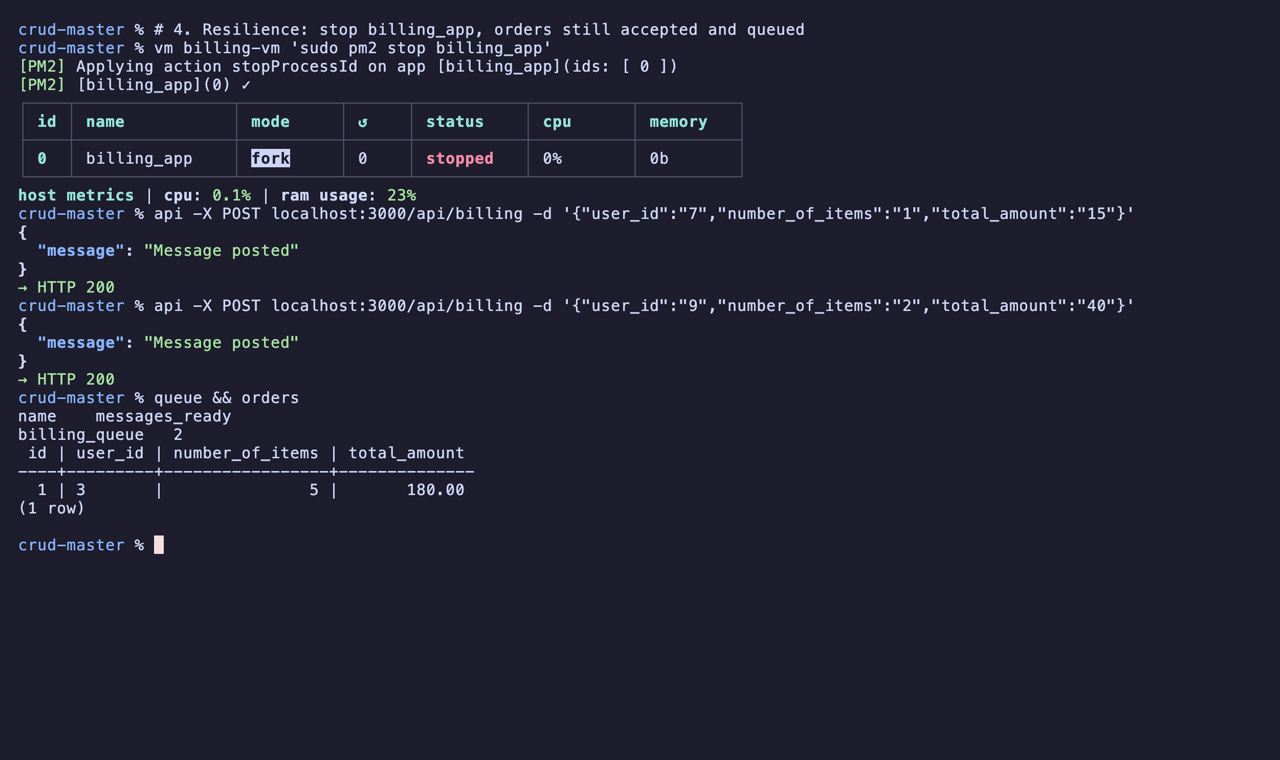 crud-master % # 4. Resilience: stop billing_app, orders still accepted and queued
crud-master % vm billing-vm 'sudo pm2 stop billing_app'
[PM2] Applying action stopProcessId on app [billing_app](ids: [ 0 ])
[PM2] [billing_app](0) ✓
id name mode ↺ status cpu memory
0 billing_app fork 0 stopped 0% 0b
host metrics | cpu: 0.1% | ram usage: 23%
crud-master % api -X POST localhost:3000/api/billing -d '{"user_id":"7","number_of_items":"1","total_amount":"15"}'
{
  "message": "Message posted"
}
→ HTTP 200
crud-master % api -X POST localhost:3000/api/billing -d '{"user_id":"9","number_of_items":"2","total_amount":"40"}'
{
  "message": "Message posted"
}
→ HTTP 200
crud-master % queue && orders
name    messages_ready
billing_queue   2
 id | user_id | number_of_items | total_amount
----+---------+-----------------+--------------
  1 | 3       |               5 |       180.00
(1 row)
crud-master %